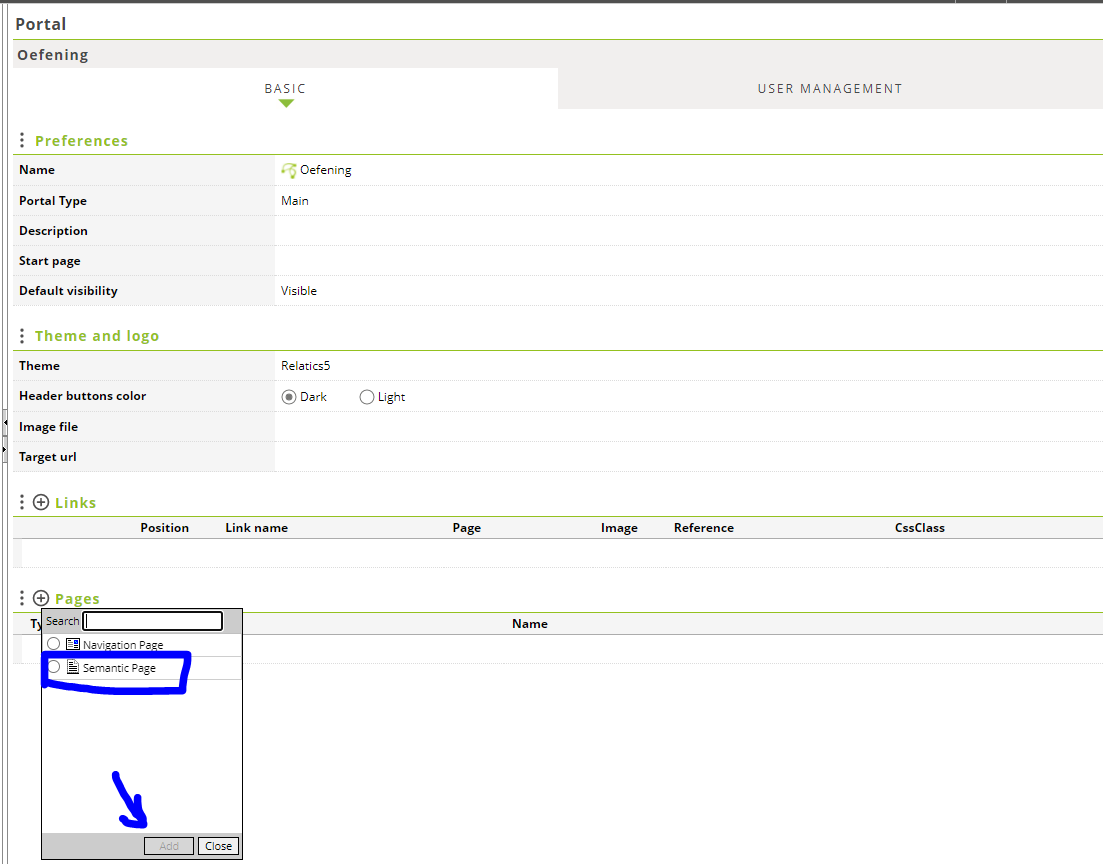 Portal
Oefening
BASIC USER MANAGEMENT
Preferences
Name Oefening
Portal Type Main
Description
Start page
Default visibility Visible
Theme and logo
Theme Relatics5
Header buttons color Dark Light
Image file
Target url
Links
Position Link name Page Image Reference CssClass
Pages
Search
Ty Name
Navigation Page
Semantic Page
Add Close